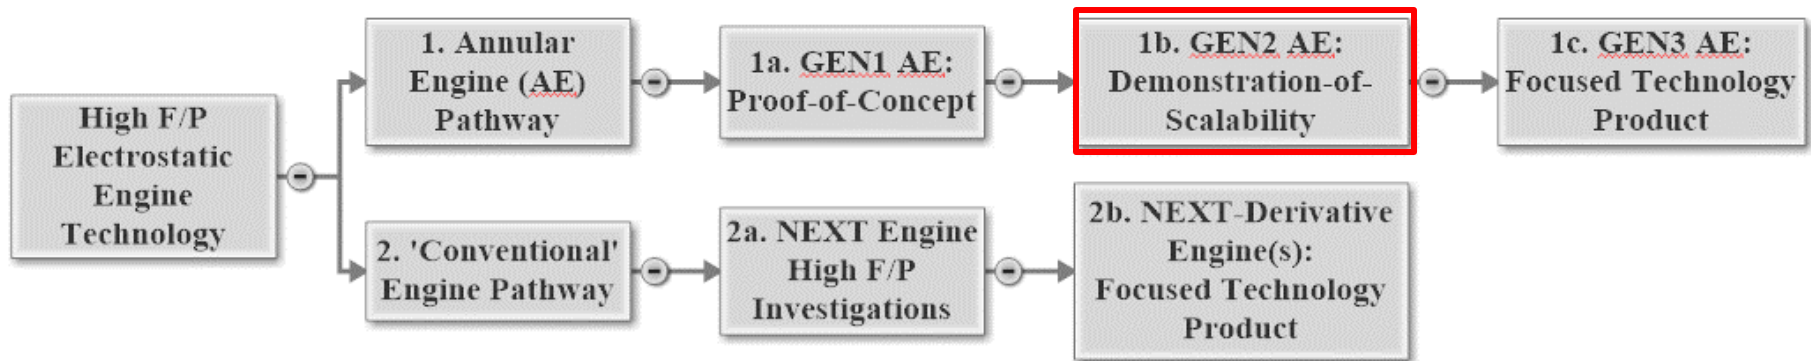 High F/P
Electrostatic
Engine
Technology
1. Annular
Engine (AE)
Pathway
1a. GEN1 AE:
Proof-of-Concept
1b. GEN2 AE:
Demonstration-of-
Scalability
1c. GEN3 AE:
Focused Technology
Product
2. 'Conventional'
Engine Pathway
2a. NEXT Engine
High F/P
Investigations
2b. NEXT-Derivative
Engine(s):
Focused Technology
Product